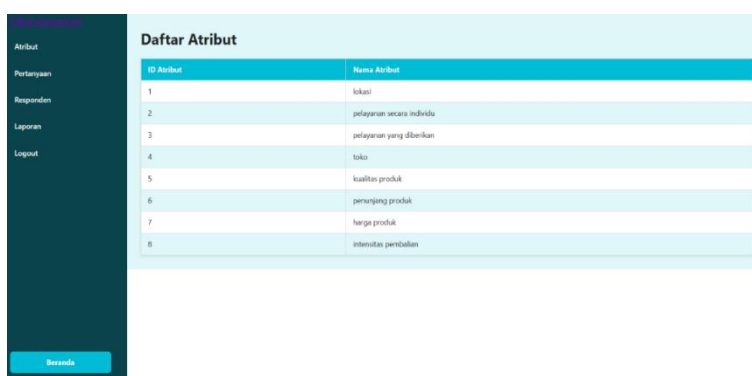 Atribut
Pertanyaan
Responden
Laporan
Logout
Beranda
Daftar Atribut
ID Atribut Nama Atribut
1 lokasi
2 pelayanan secara individu
3 pelayanan yang diberikan
4 toko
5 kualitas produk
6 penunjang produk
7 harga produk
8 intensitas pembalian